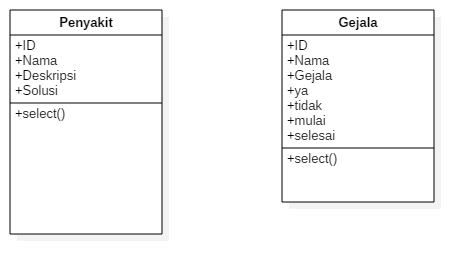 Penyakit
+ID
+Nama
+Deskripsi
+Solusi
+select()
Gejala
+ID
+Nama
+Gejala
+ya
+tidak
+mulai
+selesai
+select()